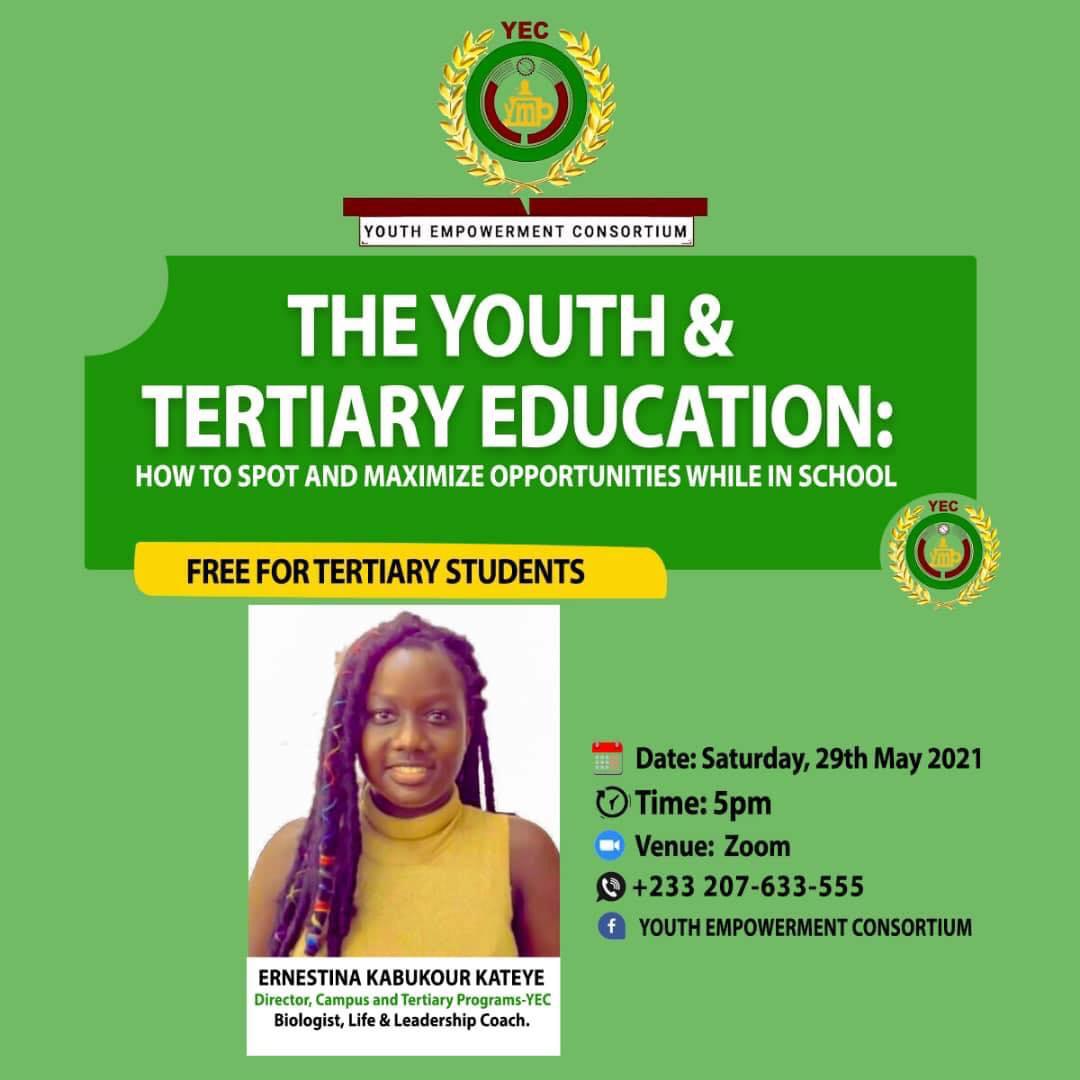 YEC
ymp
YOUTH EMPOWERMENT CONSORTIUM
THE YOUTH &
TERTIARY EDUCATION:
HOW TO SPOT AND MAXIMIZE OPPORTUNITIES WHILE IN SCHOOL
YEC
ymp
FREE FOR TERTIARY STUDENTS
Date: Saturday, 29th May 2021
Time: 5pm
Venue: Zoom
+233 207-633-555
f YOUTH EMPOWERMENT CONSORTIUM
ERNESTINA KABUKOUR KATEYE
Director, Campus and Tertiary Programs-YEC
Biologist, Life & Leadership Coach.